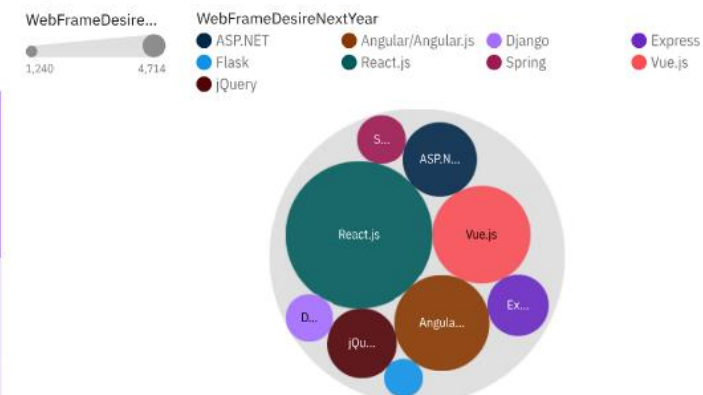 WebFrameDesire...
1,240 4,714
WebFrameDesireNextYear
ASP.NET Angular/Angular.js Django Express
Flask React.js Spring Vue.js
jQuery
S...
ASP.N...
React.js
Vue.js
Ex...
Angula...
D...
jQu...